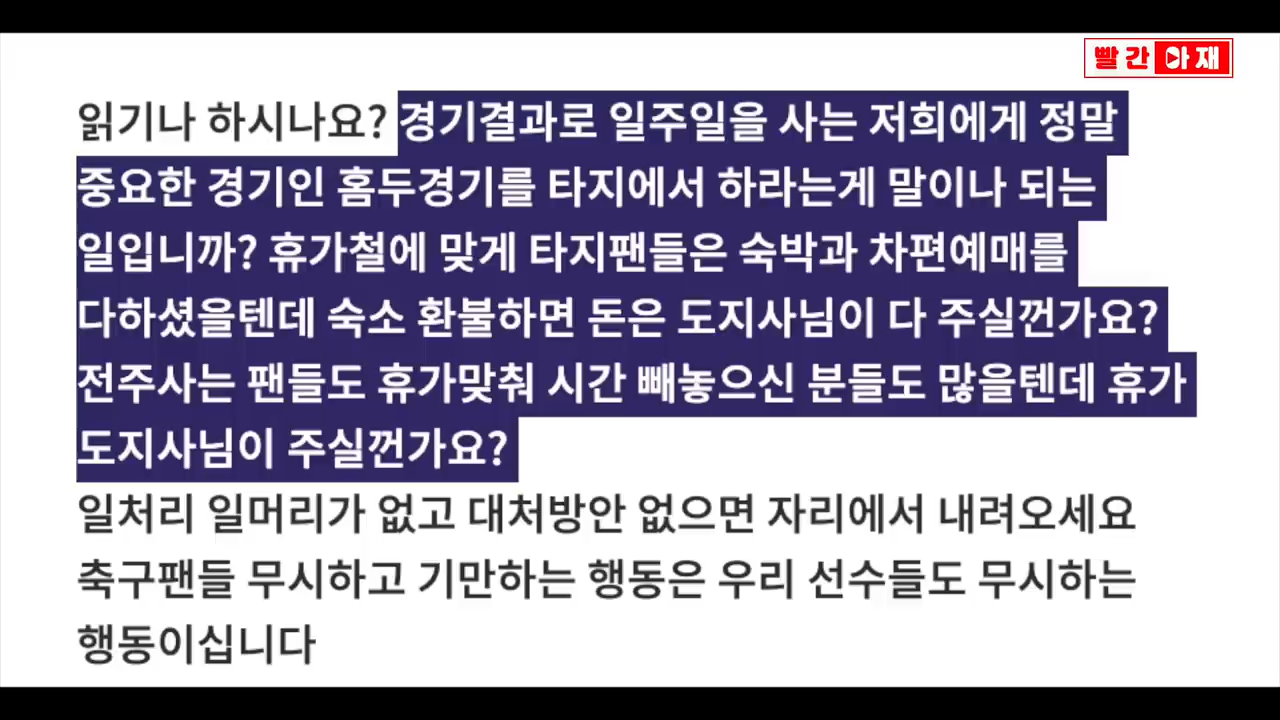 빨간아재
읽기나 하시나요? 경기결과로 일주일을 사는 저희에게 정말
중요한 경기인 홈두경기를 타지에서 하라는게 말이나 되는
일입니까? 휴가철에 맞게 타지팬들은 숙박과 차편예매를
다하셨을텐데 숙소 환불하면 돈은 도지사님이 다 주실껀가요?
전주사는 팬들도 휴가맞춰 시간 빼놓으신 분들도 많을텐데 휴가
도지사님이 주실껀가요?
일처리 일머리가 없고 대처방안 없으면 자리에서 내려오세요
축구팬들 무시하고 기만하는 행동은 우리 선수들도 무시하는
행동이십니다